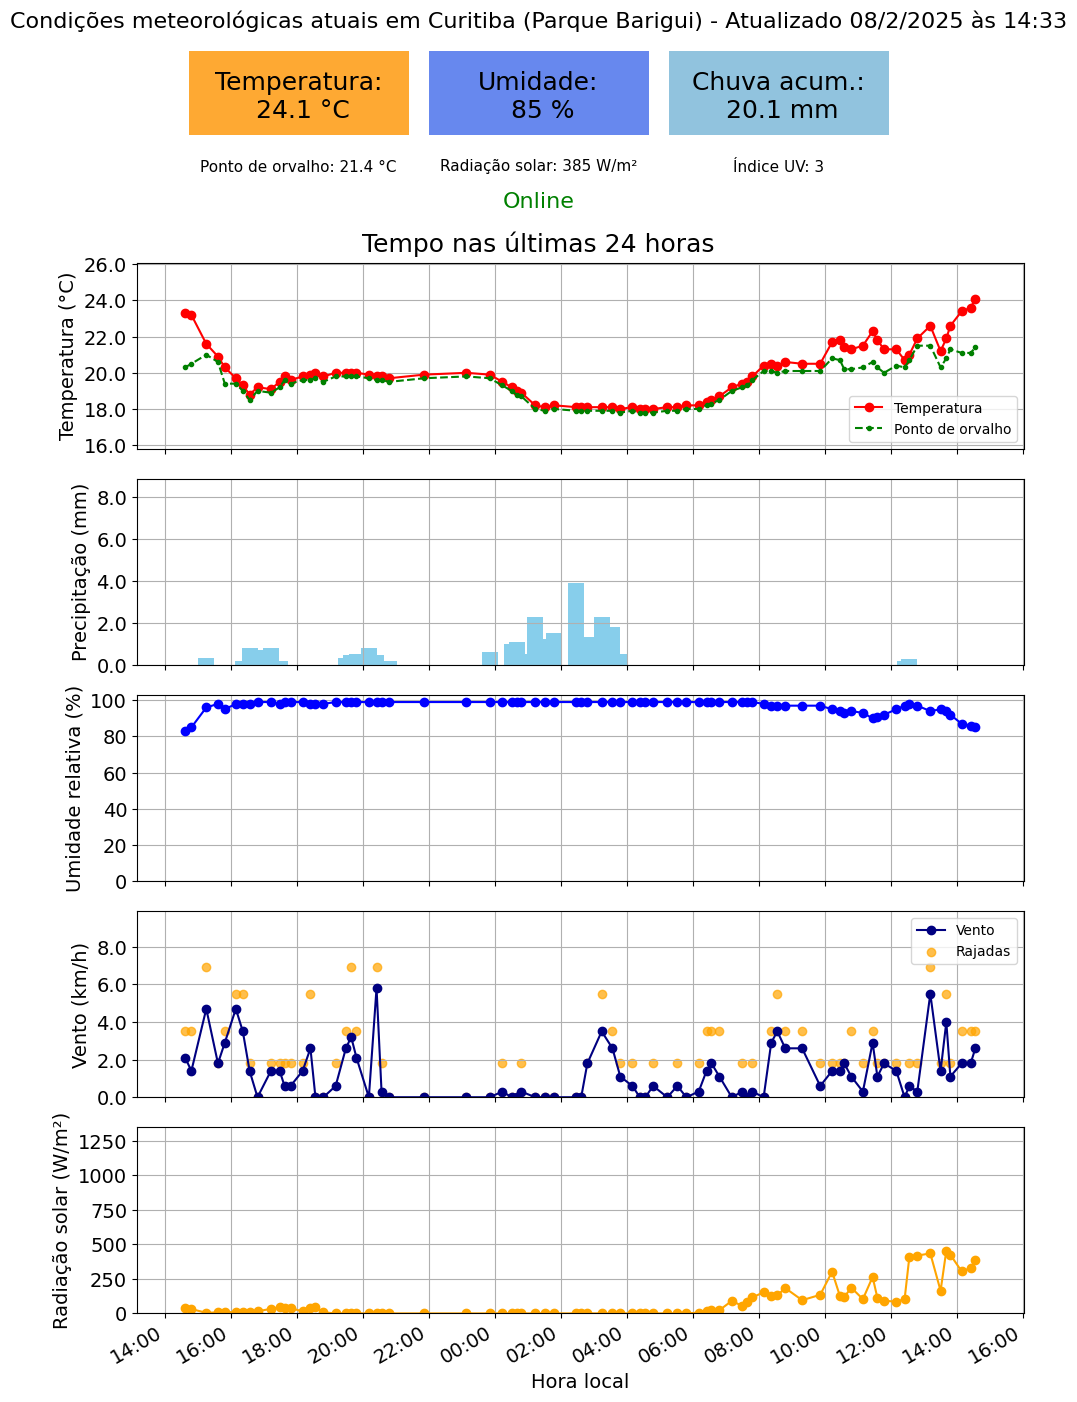 Condições meteorológicas atuais em Curitiba (Parque Barigui) - Atualizado 08/2/2025 às 14:33
Temperatura:
24.1 °C
Umidade:
85 %
Chuva acum.:
20.1 mm
Ponto de orvalho: 21.4 °C
Radiação solar: 385 W/m²
Índice UV: 3
Online
Tempo nas últimas 24 horas
Temperatura (°C)
26.0
24.0
22.0
20.0
18.0
16.0
Temperatura
Ponto de orvalho
Precipitação (mm)
8.0
6.0
4.0
2.0
0.0
Umidade relativa (%)
100
80
60
40
20
0
Vento (km/h)
8.0
6.0
4.0
2.0
0.0
Vento
Rajadas
Radiação solar (W/m²)
1250
1000
750
500
250
0
14:00 16:00 18:00 20:00 22:00 00:00 02:00 04:00 06:00 08:00 10:00 12:00 14:00 16:00
Hora local